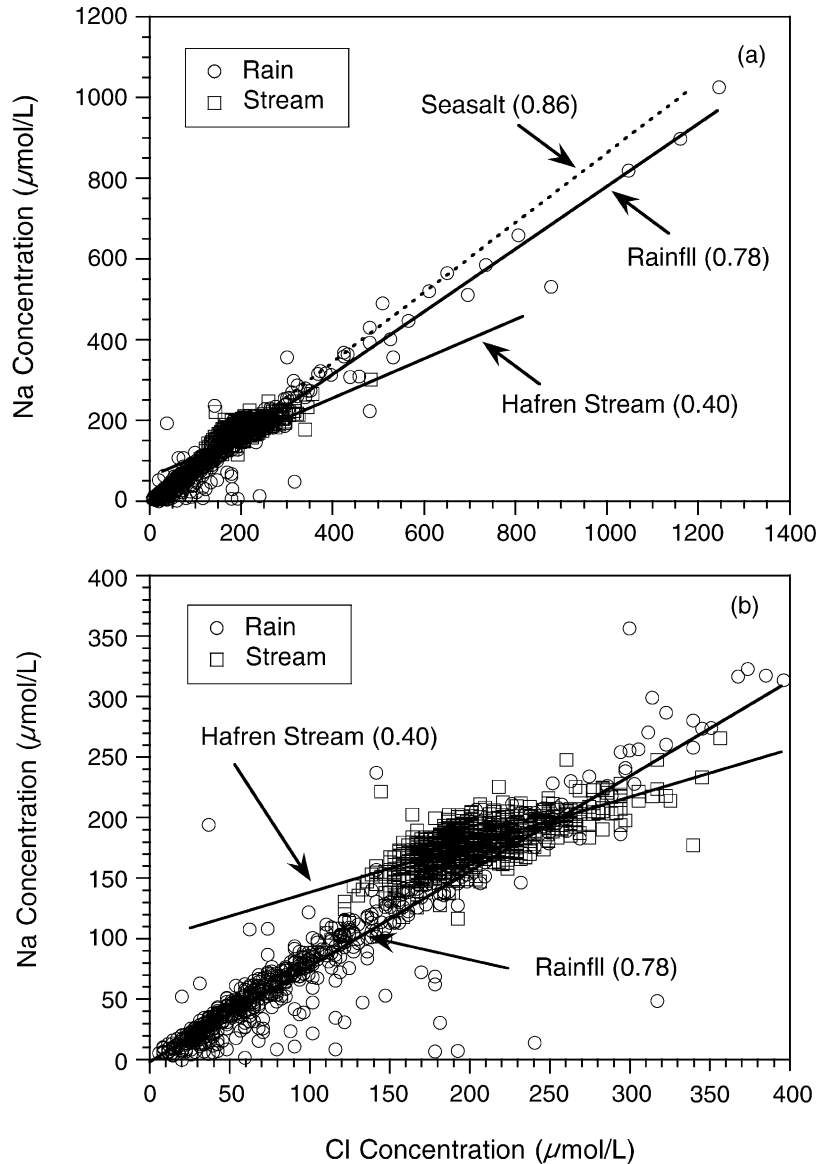 1200
(a)
Rain
Stream
1000
Seasalt (0.86)
800
Rainfll (0.78)
600
400
Hafren Stream (0.40)
200
0
Na Concentration (µmol/L)
0 200 400 600 800 1000 1200 1400
400
(b)
Rain
Stream
350
300
Hafren Stream (0.40)
250
200
150
100
Rainfll (0.78)
50
0
Na Concentration (µmol/L)
0 50 100 150 200 250 300 350 400
Cl Concentration (µmol/L)